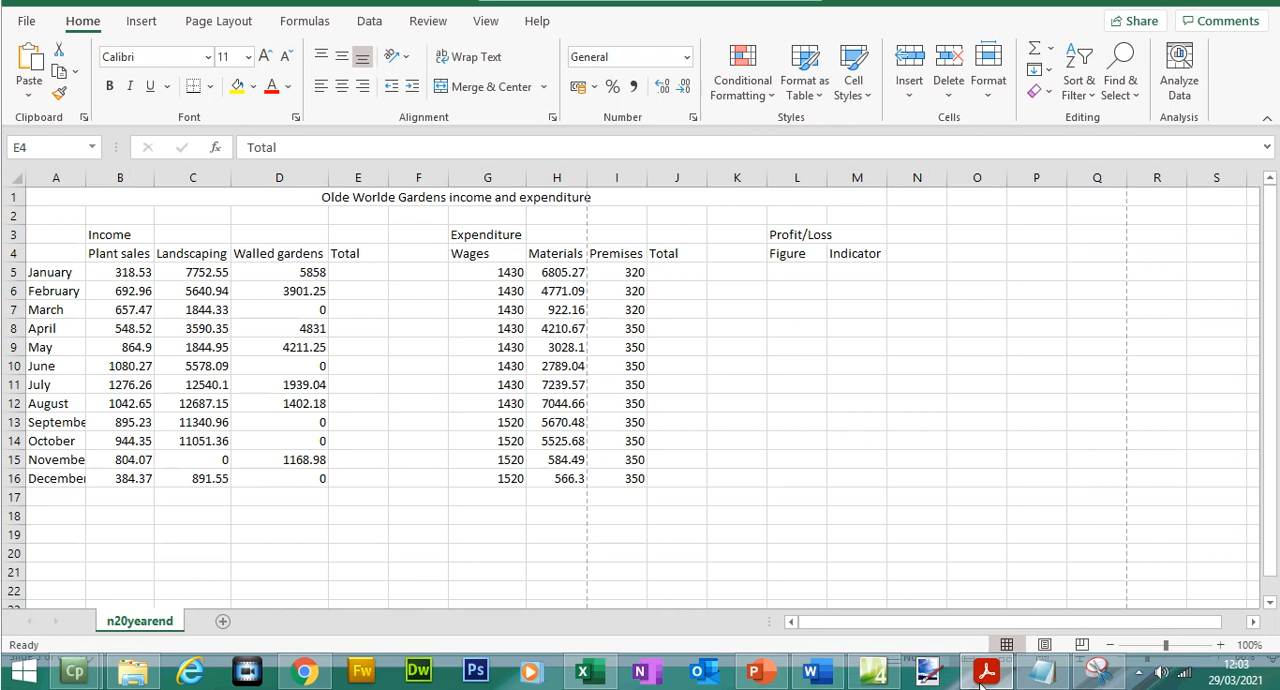 File Home Insert Page Layout Formulas Data Review View Help Share Comments
Calibri 11 Wrap Text General
Paste Merge & Center Conditional Formatting Format as Table Cell Styles Insert Delete Format Sort & Filter Find & Select Analyze Data
B I U A % 
Clipboard Font Alignment Number Styles Cells Editing Analysis
E4 fx Total
A B C D E F G H I J K L M N O P Q R S
1 Olde Worlde Gardens income and expenditure
2
3 Income Expenditure Profit/Loss
4 Plant sales Landscaping Walled gardens Total Wages Materials Premises Total Figure Indicator
5 January 318.53 7752.55 5858 1430 6805.27 320
6 February 692.96 5640.94 3901.25 1430 4771.09 320
7 March 657.47 1844.33 0 1430 922.16 320
8 April 548.52 3590.35 4831 1430 4210.67 350
9 May 864.9 1844.95 4211.25 1430 3028.1 350
10 June 1080.27 5578.09 0 1430 2789.04 350
11 July 1276.26 12540.1 1939.04 1430 7239.57 350
12 August 1042.65 12687.15 1402.18 1430 7044.66 350
13 Septembe 895.23 11340.96 0 1520 5670.48 350
14 October 944.35 11051.36 0 1520 5525.68 350
15 Novembe 804.07 0 1168.98 1520 584.49 350
16 December 384.37 891.55 0 1520 566.3 350
17
18
19
20
21
22
n20yearend
Ready 100%
Cp Fw Dw Ps X N O P W 4 12:03
29/03/2021